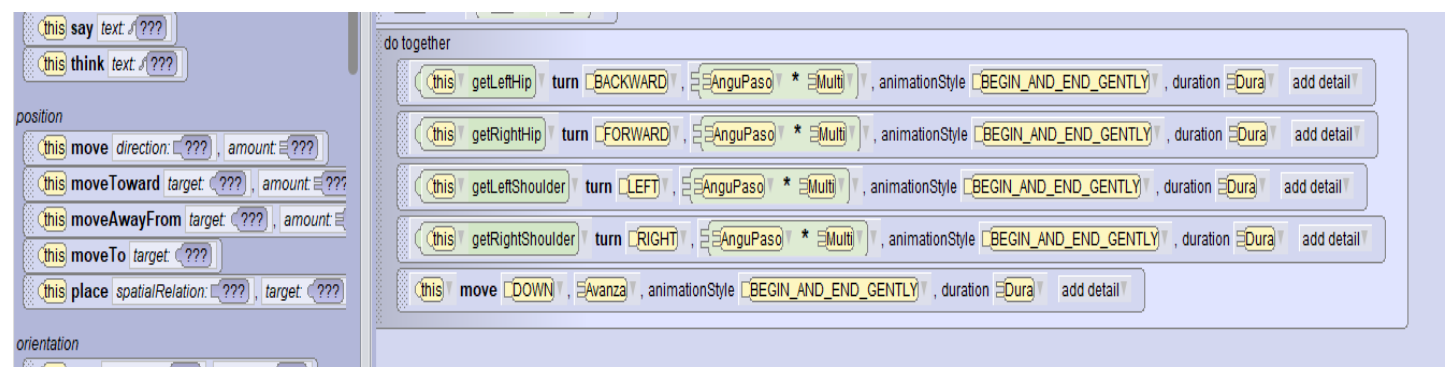 this say text: ???
this think text: ???
position
this move direction: ??? , amount: ???
this moveToward target: ??? , amount: ???
this moveAwayFrom target: ??? , amount:
this moveTo target: ???
this place spatialRelation: ??? , target: ???
orientation
do together
this getLeftHip turn BACKWARD , AnguPaso * Multi , animationStyle BEGIN_AND_END_GENTLY , duration Dura add detail
this getRightHip turn FORWARD , AnguPaso * Multi , animationStyle BEGIN_AND_END_GENTLY , duration Dura add detail
this getLeftShoulder turn LEFT , AnguPaso * Multi , animationStyle BEGIN_AND_END_GENTLY , duration Dura add detail
this getRightShoulder turn RIGHT , AnguPaso * Multi , animationStyle BEGIN_AND_END_GENTLY , duration Dura add detail
this move DOWN , Avanza , animationStyle BEGIN_AND_END_GENTLY , duration Dura add detail